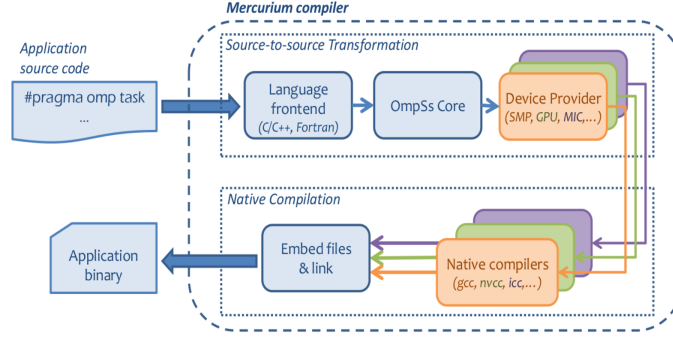 Mercurium compiler
Application
source code
Source-to-source Transformation
#pragma omp task
...
Language
frontend
(C/C++, Fortran)
OmpSs Core
Device Provider
(SMP, GPU, MIC,...)
Native Compilation
Application
binary
Embed files
& link
Native compilers
(gcc, nvcc, icc,...)